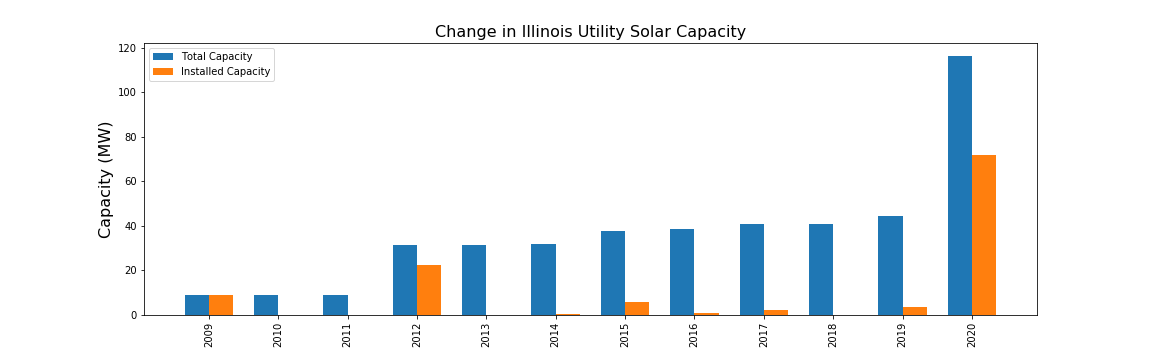 Change in Illinois Utility Solar Capacity
Total Capacity
Installed Capacity
Capacity (MW)
120
100
80
60
40
20
0
2009 2010 2011 2012 2013 2014 2015 2016 2017 2018 2019 2020